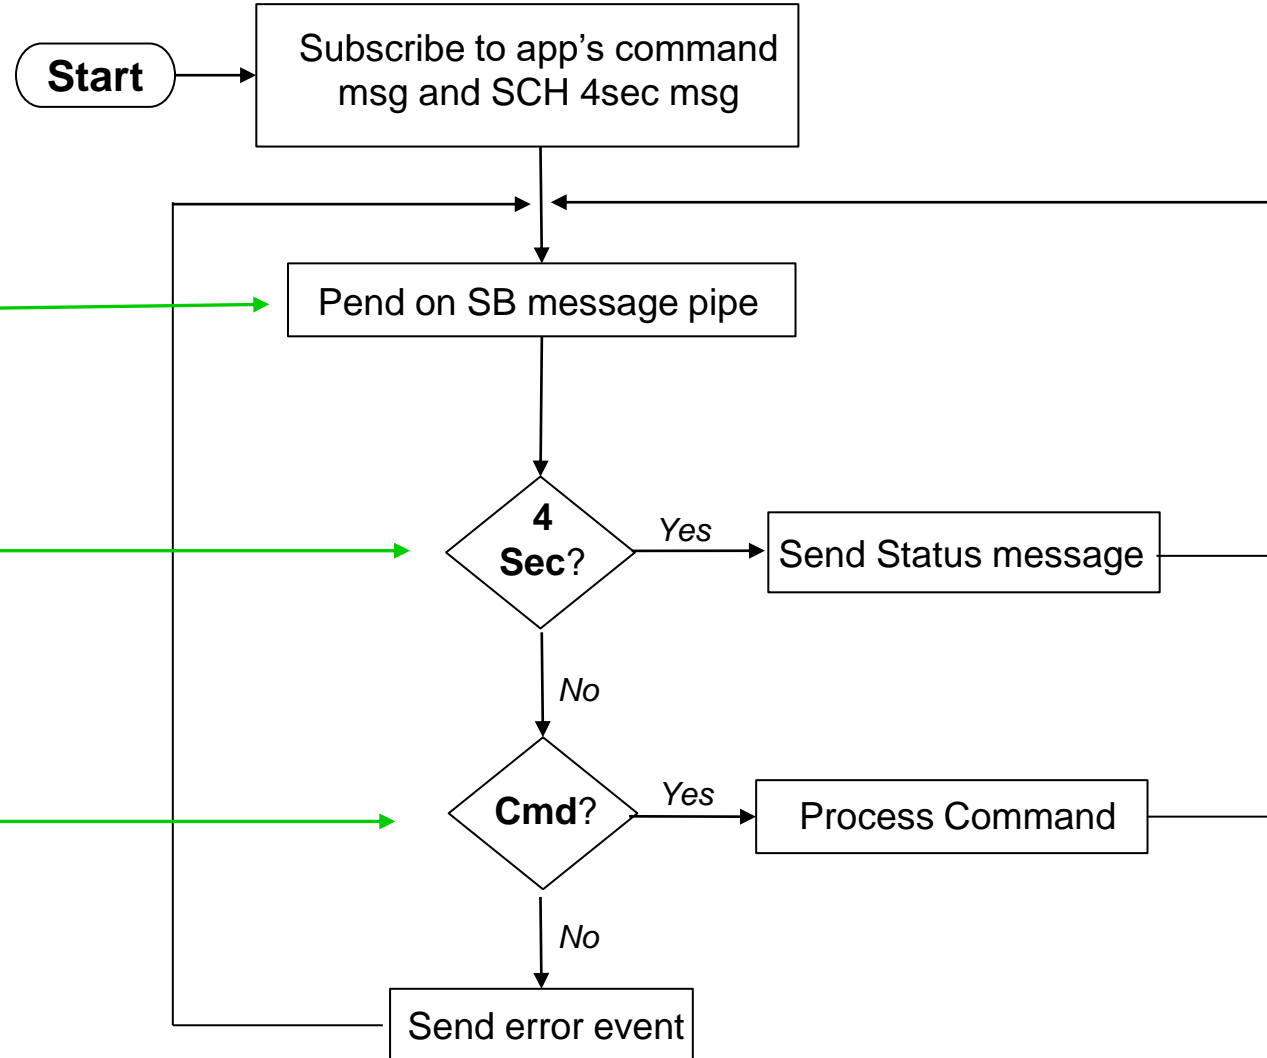 Start
Subscribe to app’s command
msg and SCH 4sec msg
Pend on SB message pipe
4
Sec?
Yes
Send Status message
No
Cmd?
Yes
Process Command
No
Send error event